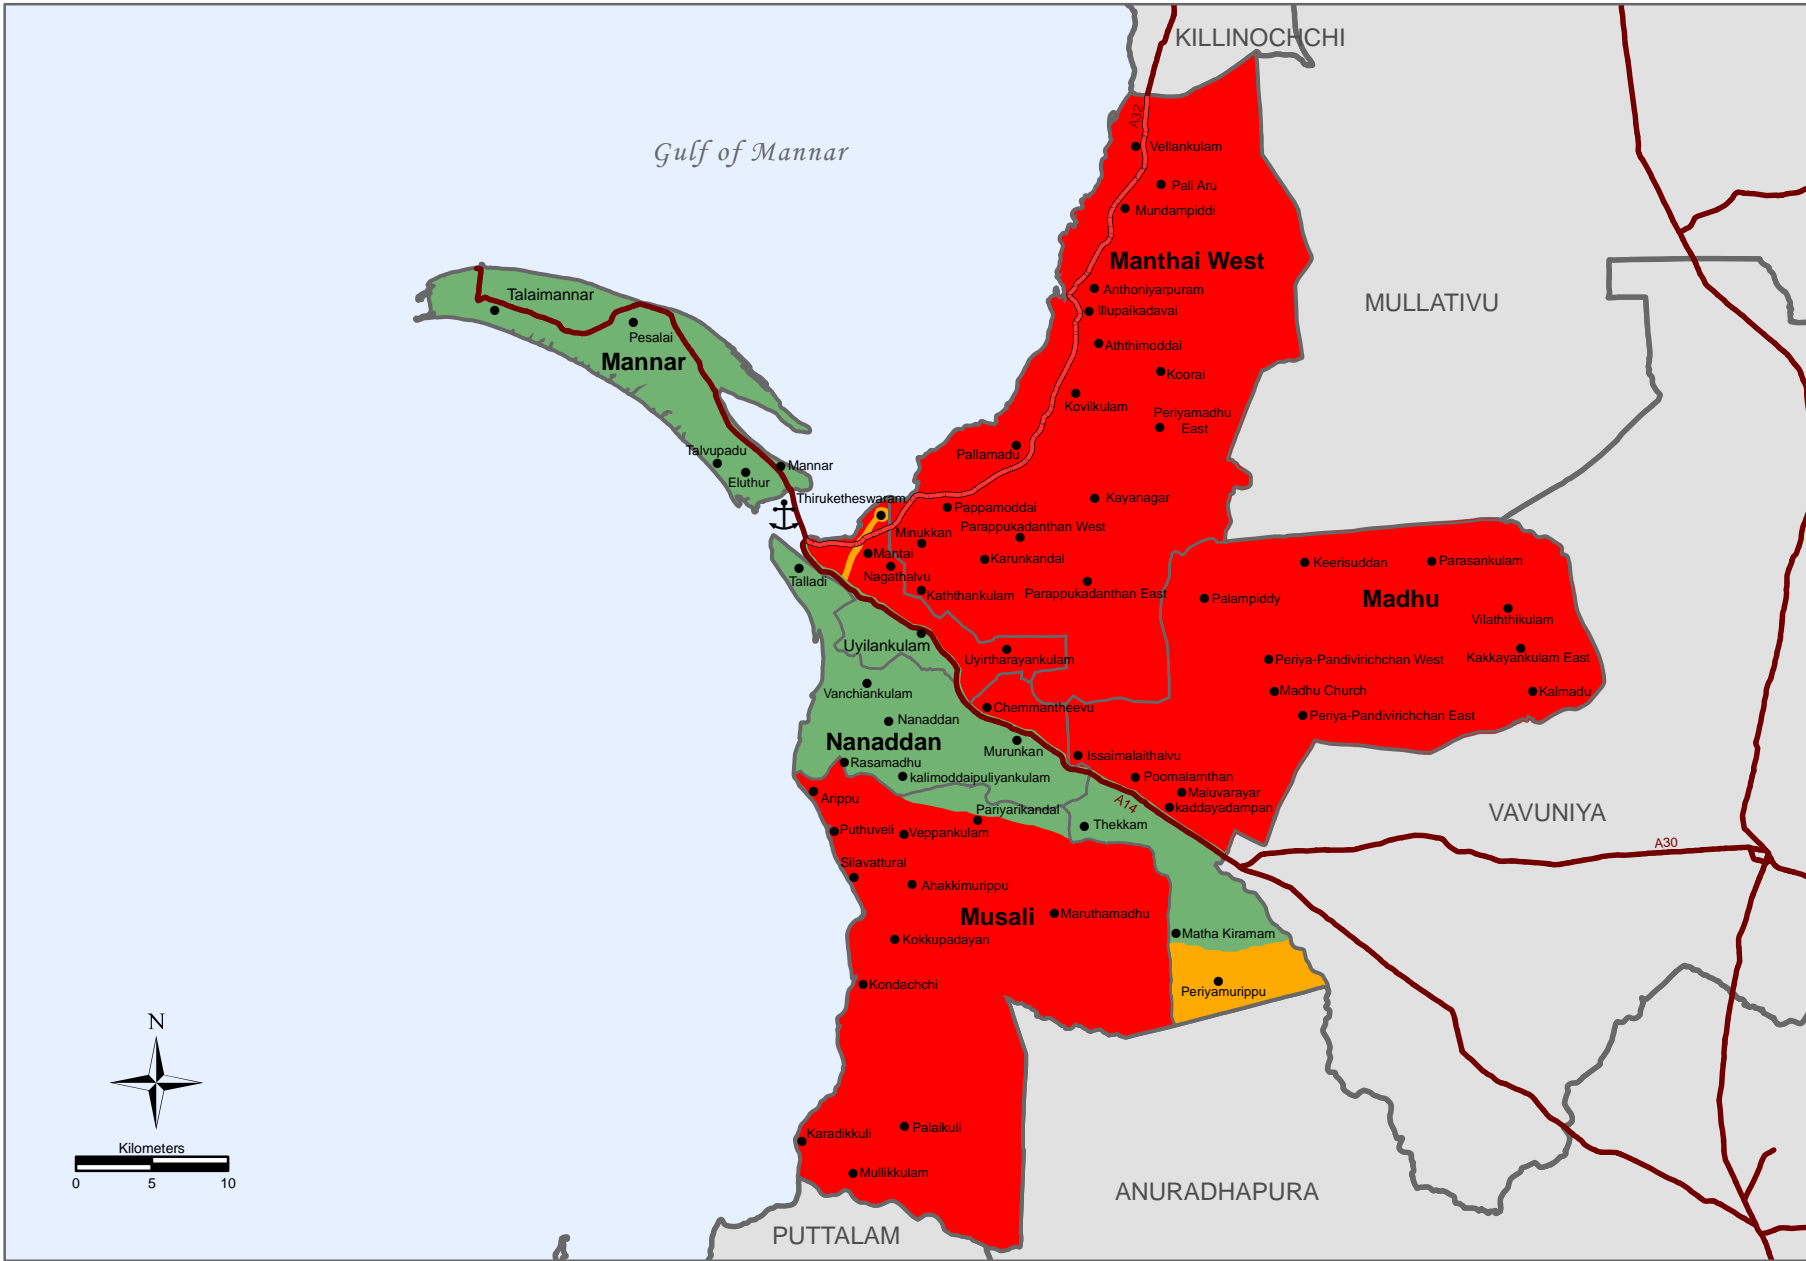 KILLINOCHCHI
A32
Gulf of Mannar
Vellankulam
Pali Aru
Mundampiddi
Manthai West
Anthoniyarpuram
Illupaikadavai
MULLATIVU
Talaimannar
Pesalai
Mannar
Aththimoddai
Koorai
Kovilkulam
Periyamadhu
East
Talvupadu
Mannar
Eluthur
Pallamadu
Thiruketheswaram
Kayanagar
Pappamoddai
Parappukadanthan West
Minukkan
Mantai
Karunkandal
Nagathalvu
Talladi
Kaththankulam
Parappukadanthan East
Keerisuddan
Parasankulam
Palampiddy
Madhu
Vilaththikulam
Uyilankulam
Uyirtharayankulam
Periya-Pandivirichchan West
Kakkayankulam East
Vanchiankulam
Madhu Church
Kalmadu
Chemmantheevu
Periya-Pandivirichchan East
Nanaddan
Nanaddan
Murunkan
Issaimalaithalvu
Rasamadhu
kalimoddaipuliyankulam
Poomalarnthan
Maluvarayar
kaddayadampan
A14
Arippu
Pariyarikandal
Thekkam
VAVUNIYA
Puthuveli
Veppankulam
A30
Silavattural
Ahakkimurippu
Musali
Maruthamadhu
Kokkupadayan
Matha Kiramam
Kondachchi
Periyamurippu
N
Kilometers
0 5 10
Karadikkuli
Palaikuli
Mullikkulam
ANURADHAPURA
PUTTALAM